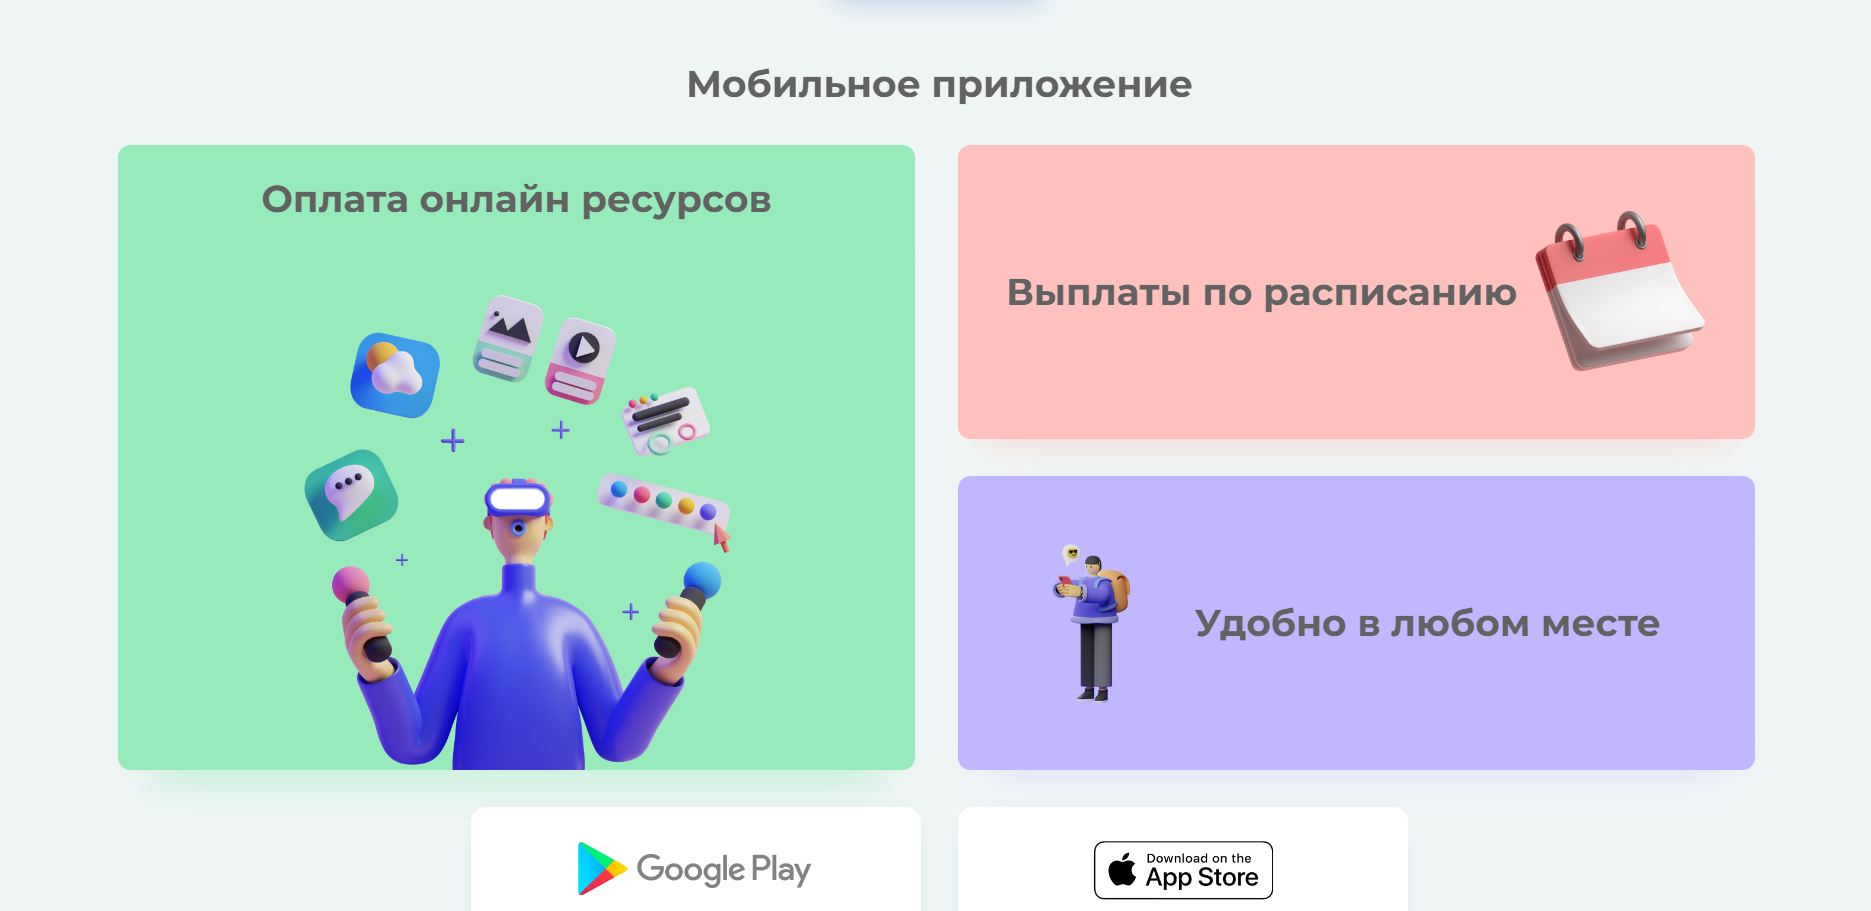 Мобильное приложение
Оплата онлайн ресурсов
Выплаты по расписанию
Удобно в любом месте
Google Play
Download on the
App Store